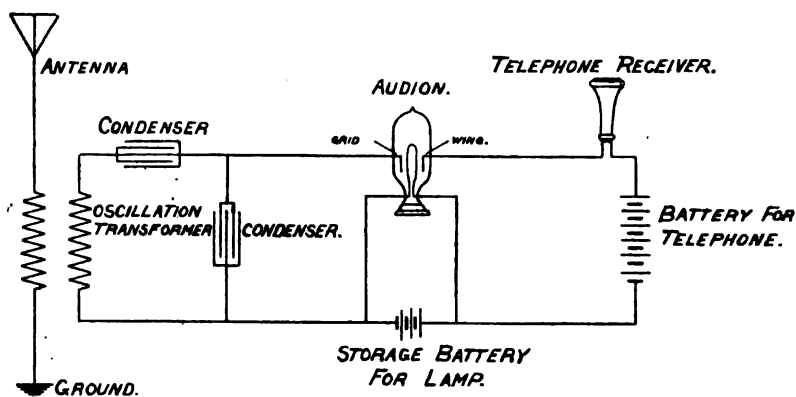 ANTENNA
TELEPHONE RECEIVER.
AUDION.
CONDENSER
GRID
WING.
OSCILLATION
TRANSFORMER
CONDENSER.
BATTERY FOR
TELEPHONE.
STORAGE BATTERY
FOR LAMP.
GROUND.